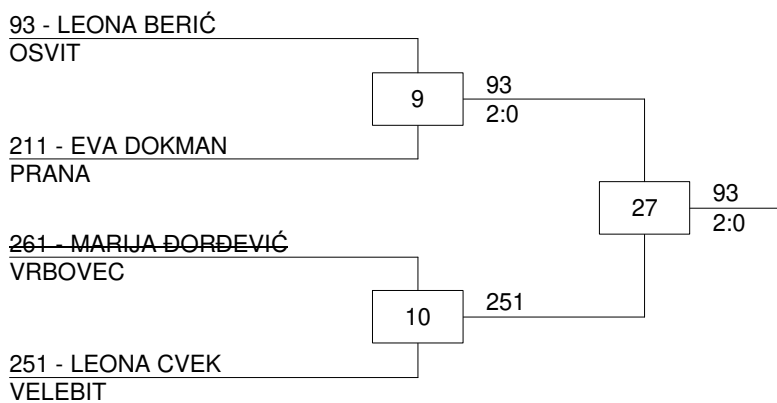 93 - LEONA BERIĆ
OSVIT
9
93
2:0
211 - EVA DOKMAN
PRANA
27
93
2:0
261 - MARIJA ĐORĐEVIĆ
VRBOVEC
10
251
251 - LEONA CVEK
VELEBIT